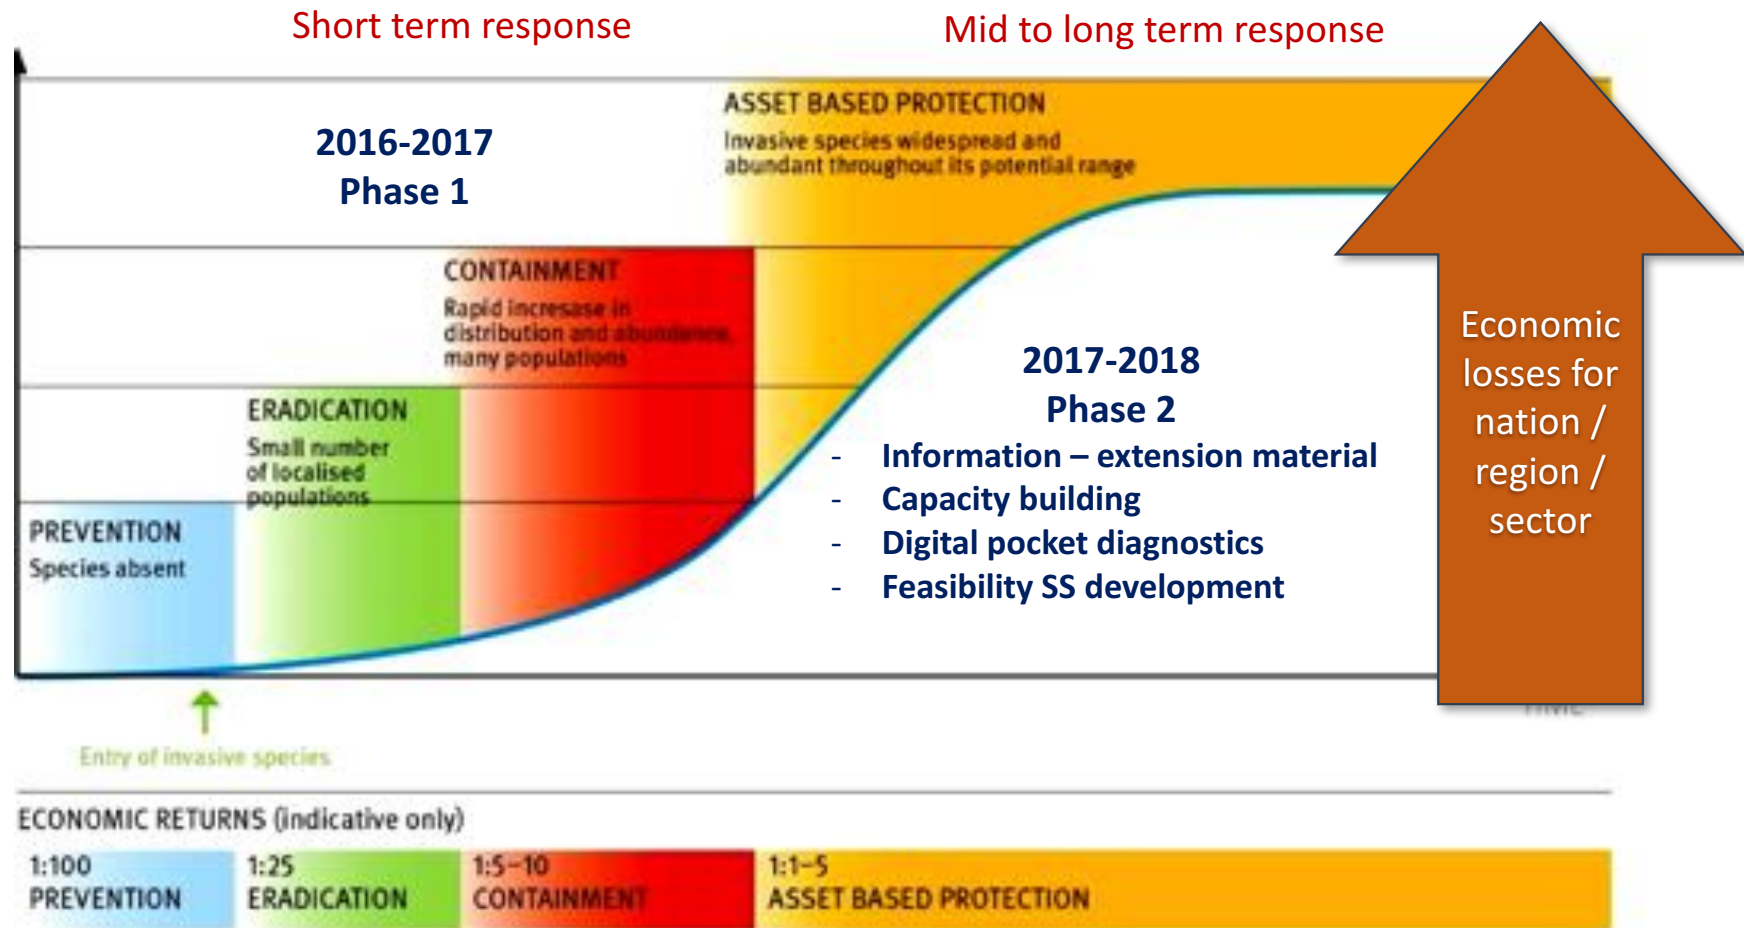 Short term response
Mid to long term response
2016-2017
Phase 1
ASSET BASED PROTECTION
Invasive species widespread and
abundant throughout its potential range
CONTAINMENT
Rapid incresase in
distribution and abundance,
many populations
ERADICATION
Small number
of localised
populations
PREVENTION
Species absent
2017-2018
Phase 2
- Information – extension material
- Capacity building
- Digital pocket diagnostics
- Feasibility SS development
Economic
losses for
nation /
region /
sector
Entry of invasive species
ECONOMIC RETURNS (indicative only)
1:100
PREVENTION
1:25
ERADICATION
1:5–10
CONTAINMENT
1:1–5
ASSET BASED PROTECTION